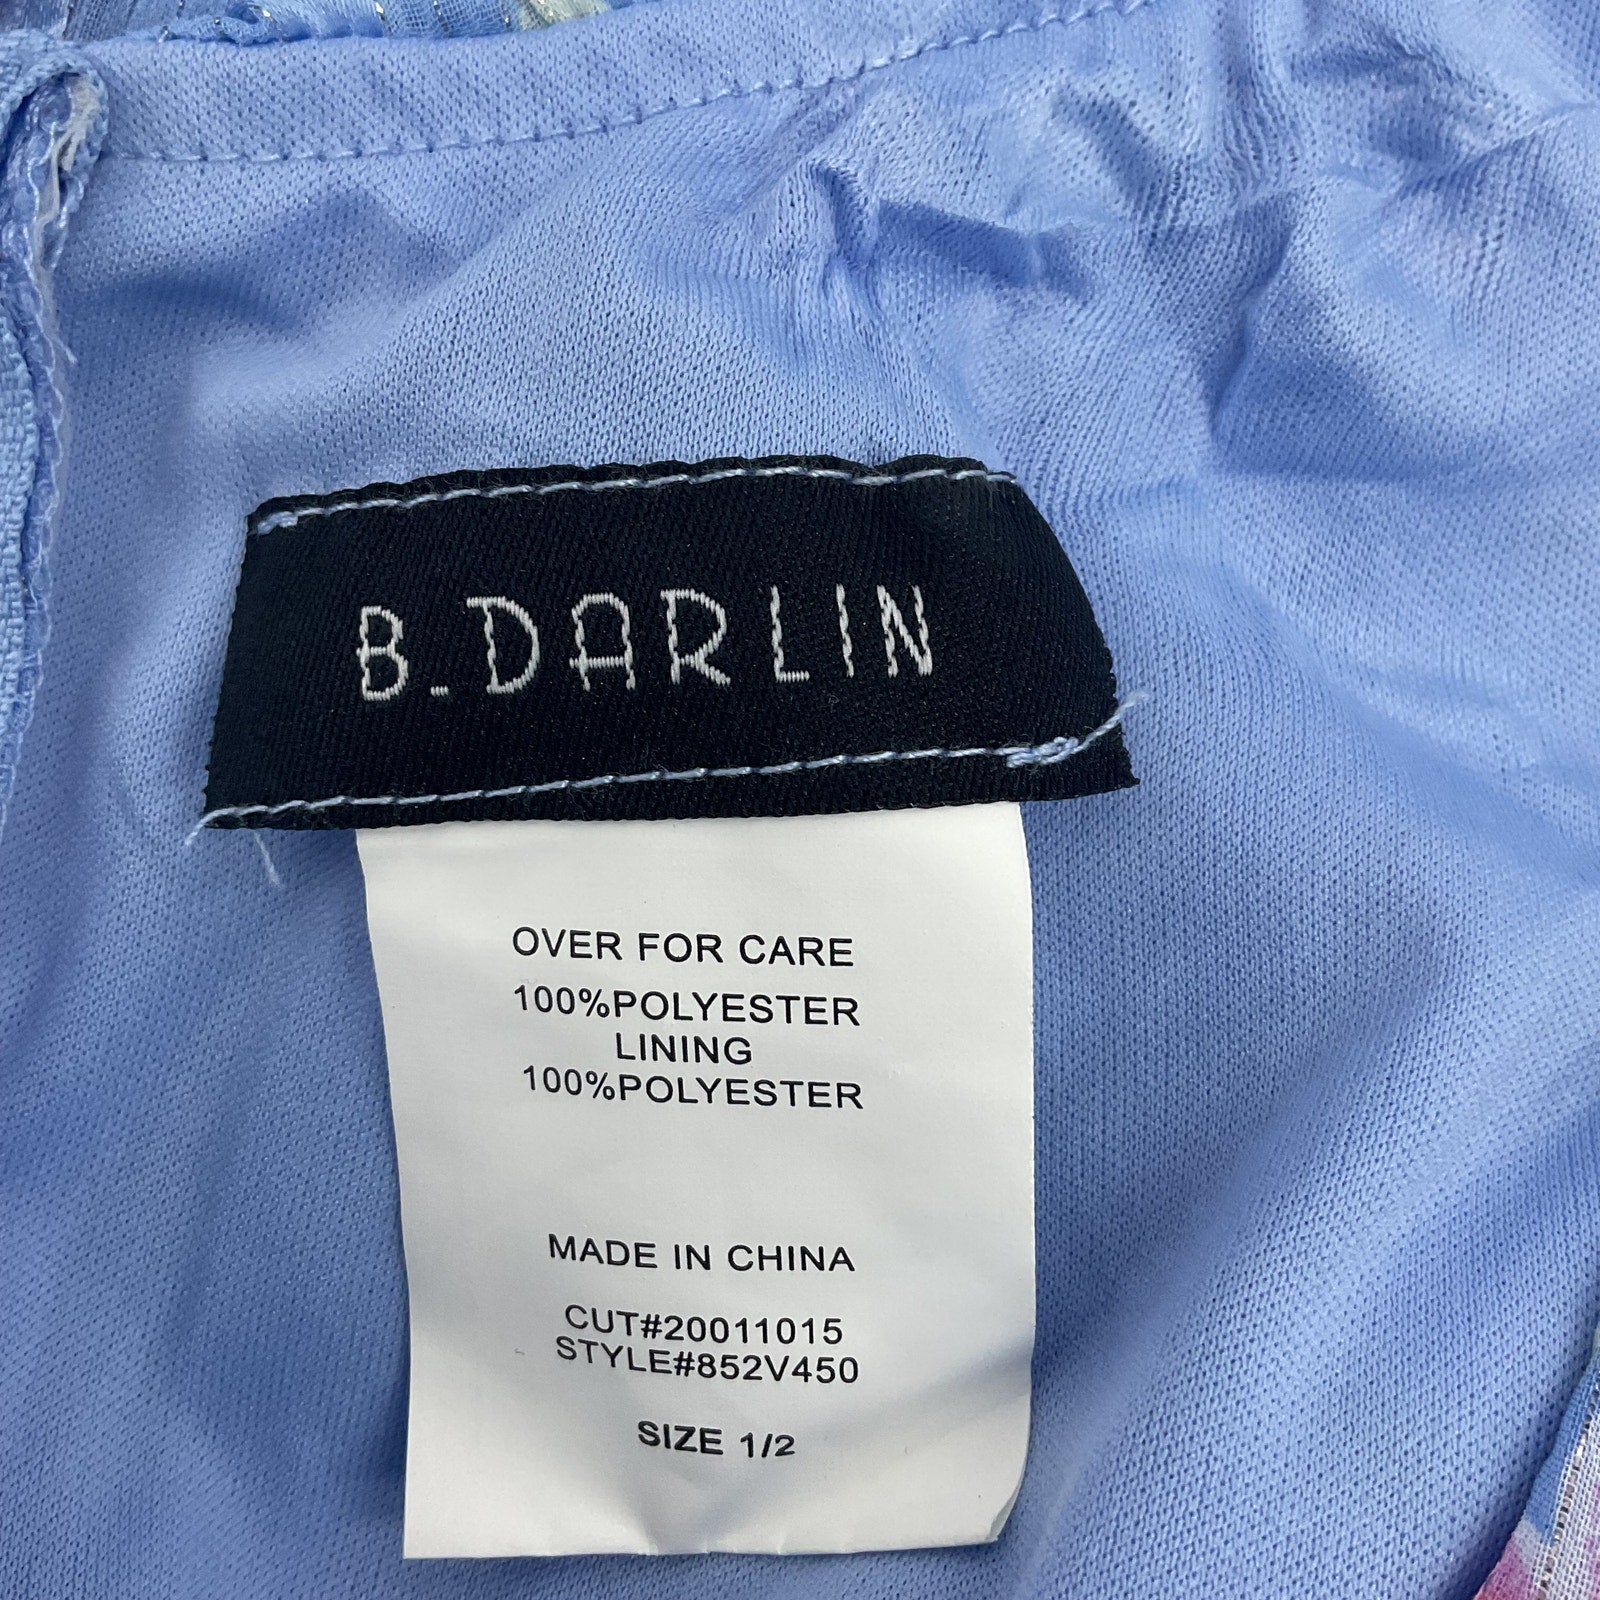 B.DARLIN
OVER FOR CARE
100%POLYESTER
LINING
100%POLYESTER
MADE IN CHINA
CUT#20011015
STYLE#852V450
SIZE 1/2